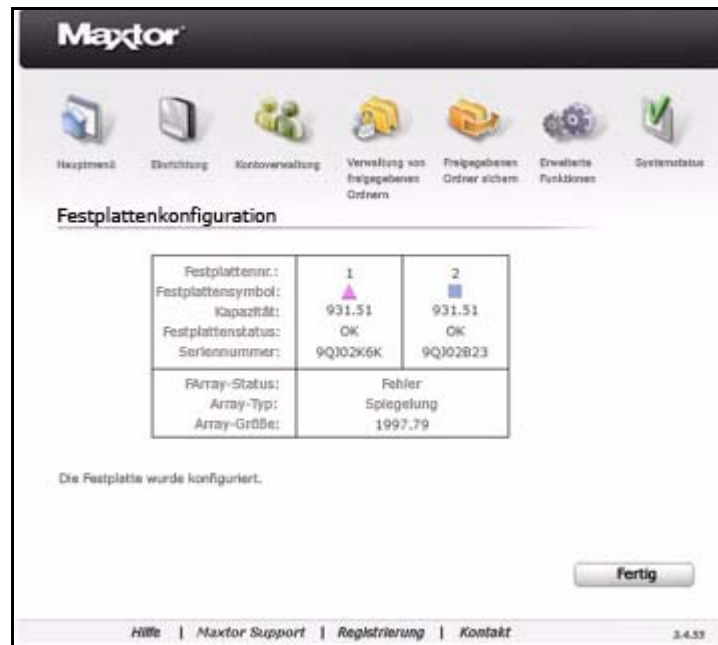 Maxtor
Hauptmenü
Einrichtung
Kontoverwaltung
Verwaltung von
freigegebenen
Ordnern
Freigegebenen
Ordner sichern
Erweiterte
Funktionen
Systemstatus
Festplattenkonfiguration
Festplattennr.: 1 2
Festplattensymbol:
Kapazität: 931.51 931.51
Festplattenstatus: OK OK
Seriennummer: 9QJ02K6K 9QJ02B23
FArray-Status: Fehler
Array-Typ: Spiegelung
Array-Größe: 1997.79
Die Festplatte wurde konfiguriert.
Fertig
Hilfe | Maxtor Support | Registrierung | Kontakt
3.4.53